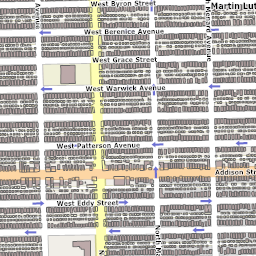 West Byron Street
Martin Lut
West Berenice Avenue
West Grace Street
West Warwick Avenue
West Patterson Avenue
Addison Str
West Eddy Street